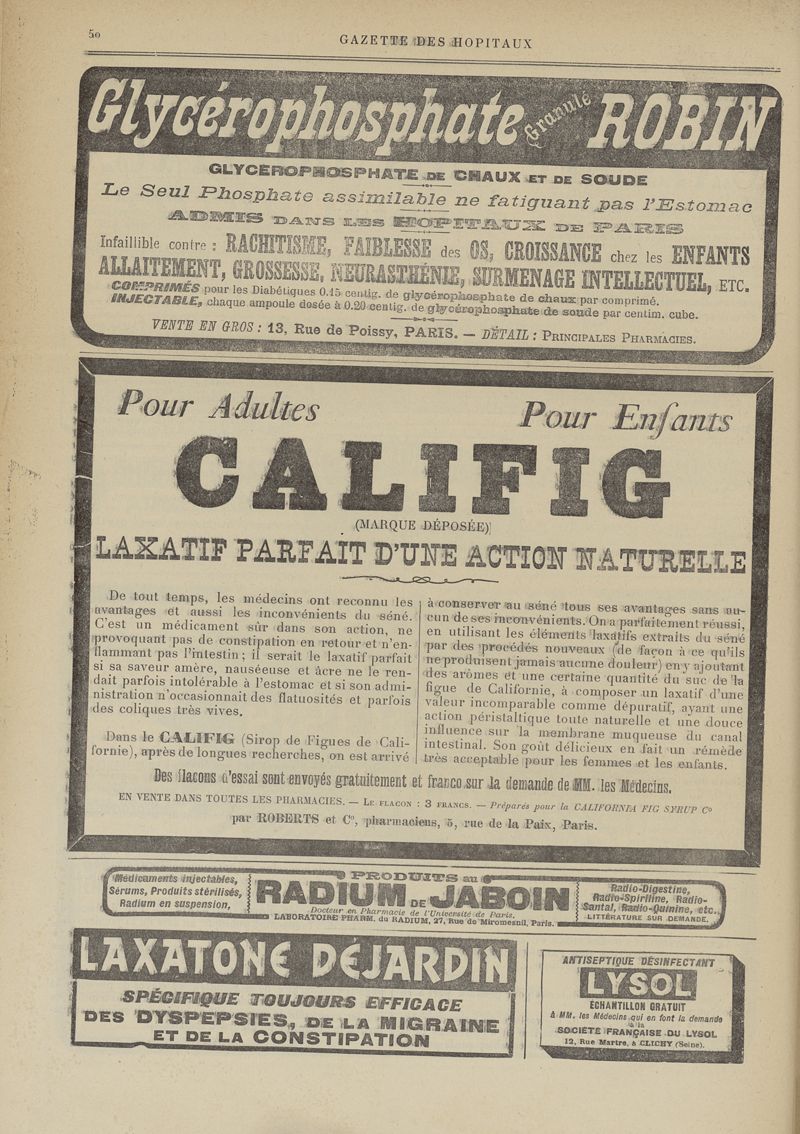 50
GAZETTE DES HOPITAUX
Glycérophosphate Granulé ROBIN
GLYCEROPHOSPHATE DE CHAUX ET DE SOUDE
Le Seul Phosphate assimilable ne fatiguant pas l'Estomac
ADMIS DANS LES HOPITAUX DE PARIS
Infaillible contre : RACHITISME, FAIBLESSE des OS, CROISSANCE chez les ENFANTS
ALLAITEMENT, GROSSESSE, NEURASTHÉNIE, SURMENAGE INTELLECTUEL, ETC.
COMPRIMÉS pour les Diabétiques 0.15 centig. de glycérophosphate de chaux par comprimé.
INJECTABLE, chaque ampoule dosée à 0.20 centig. de glycérophosphate de soude par centim. cube.
VENTE EN GROS : 13, Rue de Poissy, PARIS. — DÉTAIL : PRINCIPALES PHARMACIES.
Pour Adultes Pour Enfants
CALIFIG
(MARQUE DÉPOSÉE)
LAXATIF PARFAIT D'UNE ACTION NATURELLE
De tout temps, les médecins ont reconnu les
avantages et aussi les inconvénients du séné.
C'est un médicament sûr dans son action, ne
provoquant pas de constipation en retour et n'en-
flammant pas l'intestin ; il serait le laxatif parfait
si sa saveur amère, nauséeuse et âcre ne le ren-
dait parfois intolérable à l'estomac et si son admi-
nistration n'occasionnait des flatuosités et parfois
des coliques très vives.
Dans le CALIFIG (Sirop de Figues de Cali-
fornie), après de longues recherches, on est arrivé
à conserver au séné tous ses avantages sans au-
cun de ses inconvénients. On a parfaitement réussi,
en utilisant les éléments laxatifs extraits du séné
par des procédés nouveaux (de façon à ce qu'ils
ne produisent jamais aucune douleur) en y ajoutant
des arômes et une certaine quantité du suc de la
figue de Californie, à composer un laxatif d'une
valeur incomparable comme dépuratif, ayant une
action péristaltique toute naturelle et une douce
influence sur la membrane muqueuse du canal
intestinal. Son goût délicieux en fait un rémède
très acceptable pour les femmes et les enfants.
Des flacons d'essai sont envoyés gratuitement et franco sur la demande de MM. les Médecins.
EN VENTE DANS TOUTES LES PHARMACIES. — LE FLACON : 3 FRANCS. — Préparés pour la CALIFORNIA FIG SYRUP Cº
par ROBERTS et Cº, pharmaciens, 5, rue de la Paix, Paris.
Médicaments injectables,
Sérums, Produits stérilisés,
Radium en suspension,
PRODUITS au
RADIUM DE JABOIN
Docteur en Pharmacie de l'Université de Paris.
LABORATOIRE PHARM. du RADIUM, 27, Rue de Miromesnil, Paris.
Radio-Digestine,
Radio-Spirilline, Radio-
Santal, Radio-Quinine, etc.
LITTÉRATURE SUR DEMANDE.
LAXATONE DEJARDIN
SPÉCIFIQUE TOUJOURS EFFICACE
DES DYSPEPSIES, DE LA MIGRAINE
ET DE LA CONSTIPATION
ANTISEPTIQUE DÉSINFECTANT
LYSOL
ÉCHANTILLON GRATUIT
à MM. les Médecins qui en font la demande
à la
SOCIÉTÉ FRANÇAISE DU LYSOL
12, Rue Martre, à CLICHY (Seine).